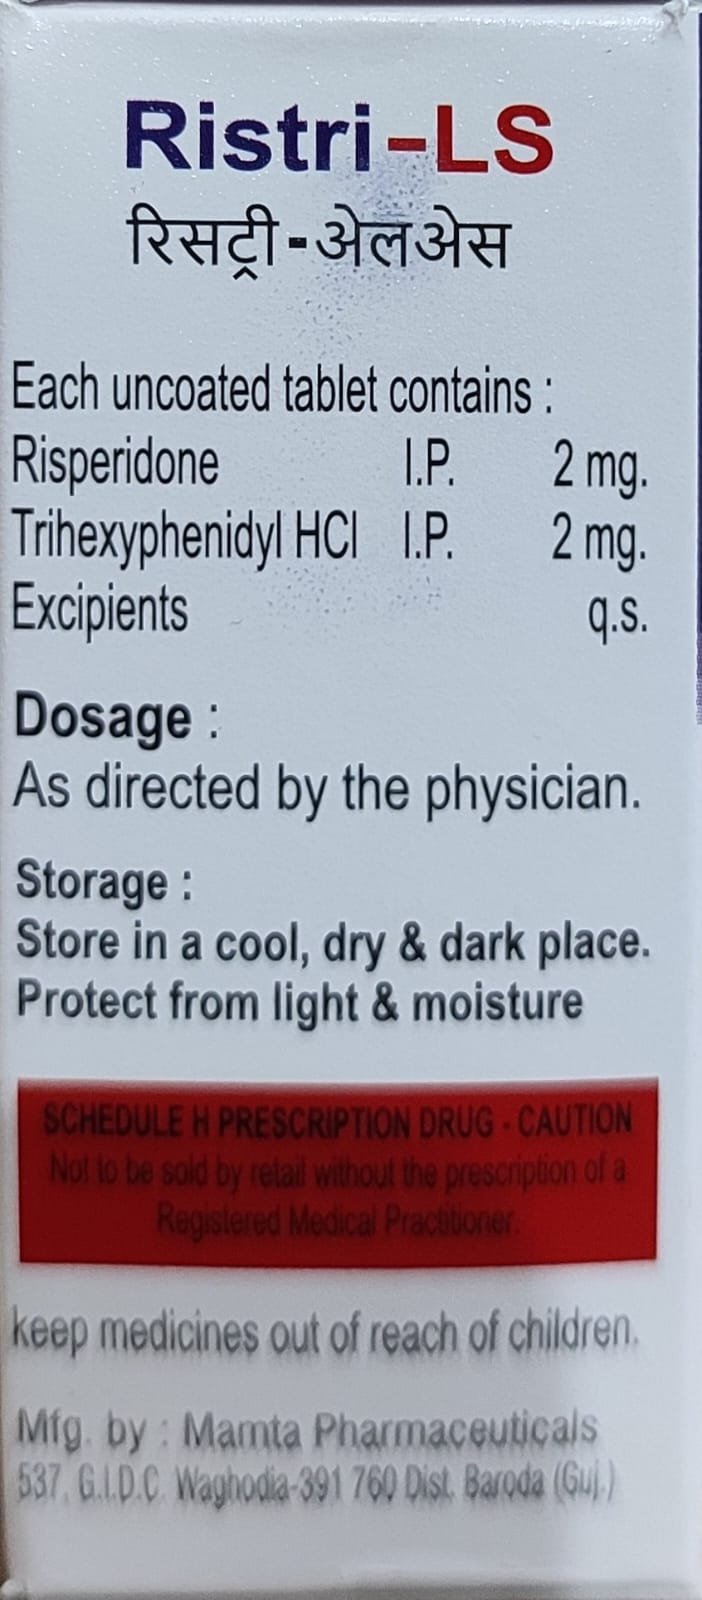 Ristri-LS
रिसट्री-अेलअेस
Each uncoated tablet contains :
Risperidone I.P. 2 mg.
Trihexyphenidyl HCl I.P. 2 mg.
Excipients q.s.
Dosage :
As directed by the physician.
Storage :
Store in a cool, dry & dark place.
Protect from light & moisture
SCHEDULE H PRESCRIPTION DRUG - CAUTION
Not to be sold by retail without the prescription of a
Registered Medical Practitioner.
keep medicines out of reach of children.
Mfg. by : Mamta Pharmaceuticals
537, G.I.D.C. Waghodia-391 760 Dist. Baroda (Guj.)